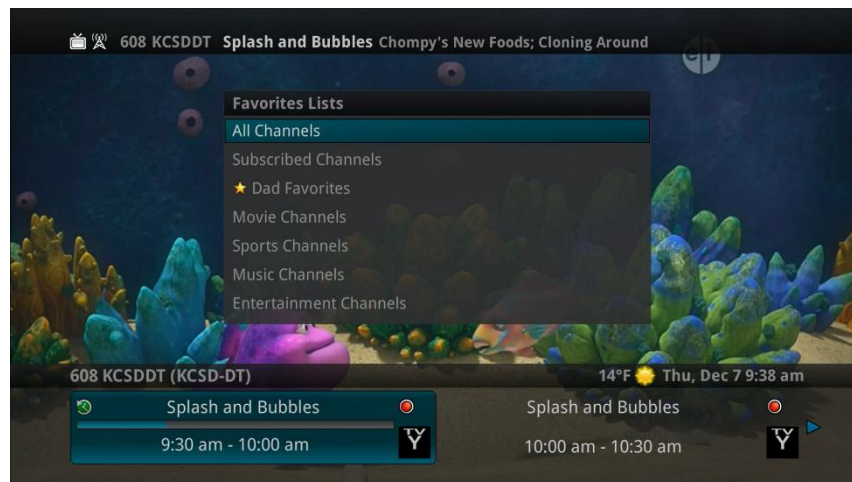 608 KCSDDT Splash and Bubbles Chompy's New Foods; Cloning Around
Favorites Lists
All Channels
Subscribed Channels
Dad Favorites
Movie Channels
Sports Channels
Music Channels
Entertainment Channels
608 KCSDDT (KCSD-DT) 14°F Thu, Dec 7 9:38 am
Splash and Bubbles
9:30 am - 10:00 am
TV
Y
Splash and Bubbles
10:00 am - 10:30 am
TV
Y